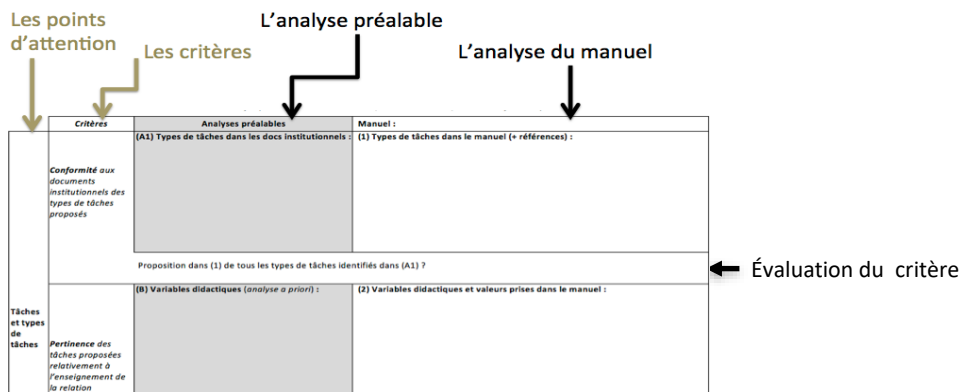 Les points
d'attention
Les critères
L'analyse préalable
L'analyse du manuel
Critères
Analyses préalables
Manuel :
(A1) Types de tâches dans les docs institutionnels :
(1) Types de tâches dans le manuel (+ références) :
Conformité aux
documents
institutionnels des
types de tâches
proposés
Proposition dans (1) de tous les types de tâches identifiés dans (A1) ?
Évaluation du critère
(B) Variables didactiques (analyse a priori) :
(2) Variables didactiques et valeurs prises dans le manuel :
Tâches
et types
de
tâches
Pertinence des
tâches proposées
relativement à
l'enseignement de
la relation